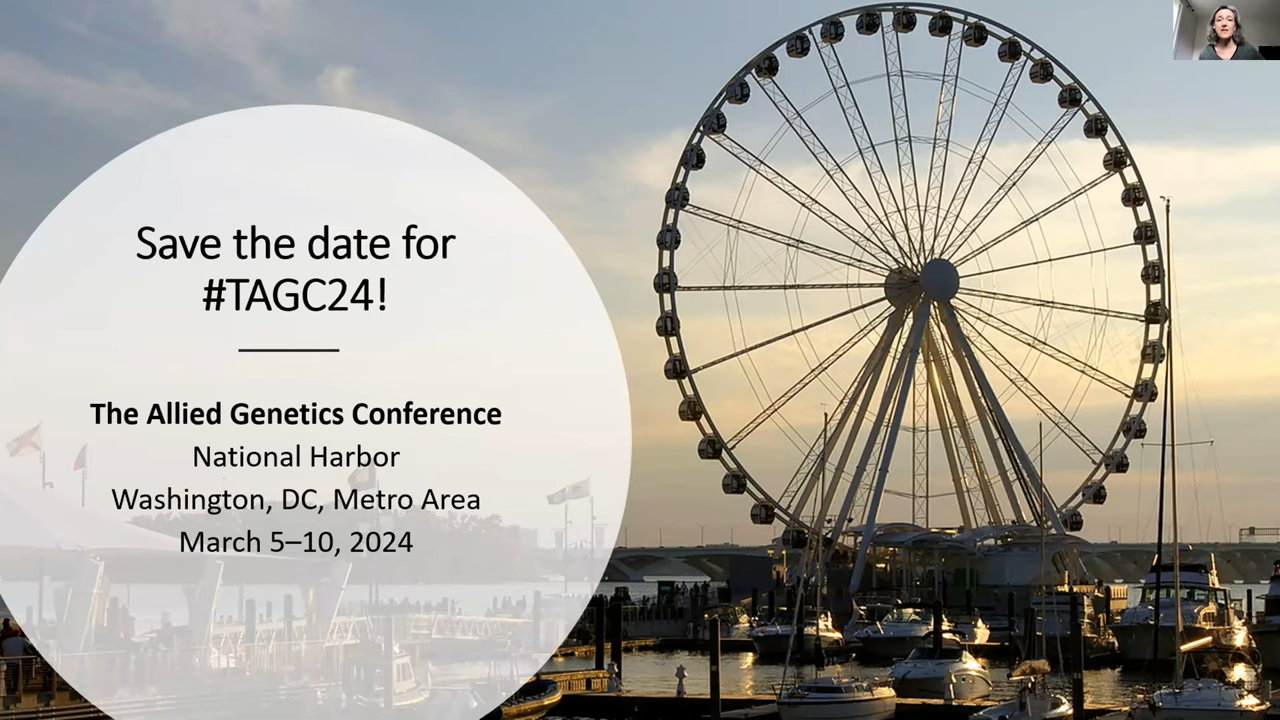 Save the date for
#TAGC24!
The Allied Genetics Conference
National Harbor
Washington, DC, Metro Area
March 5–10, 2024